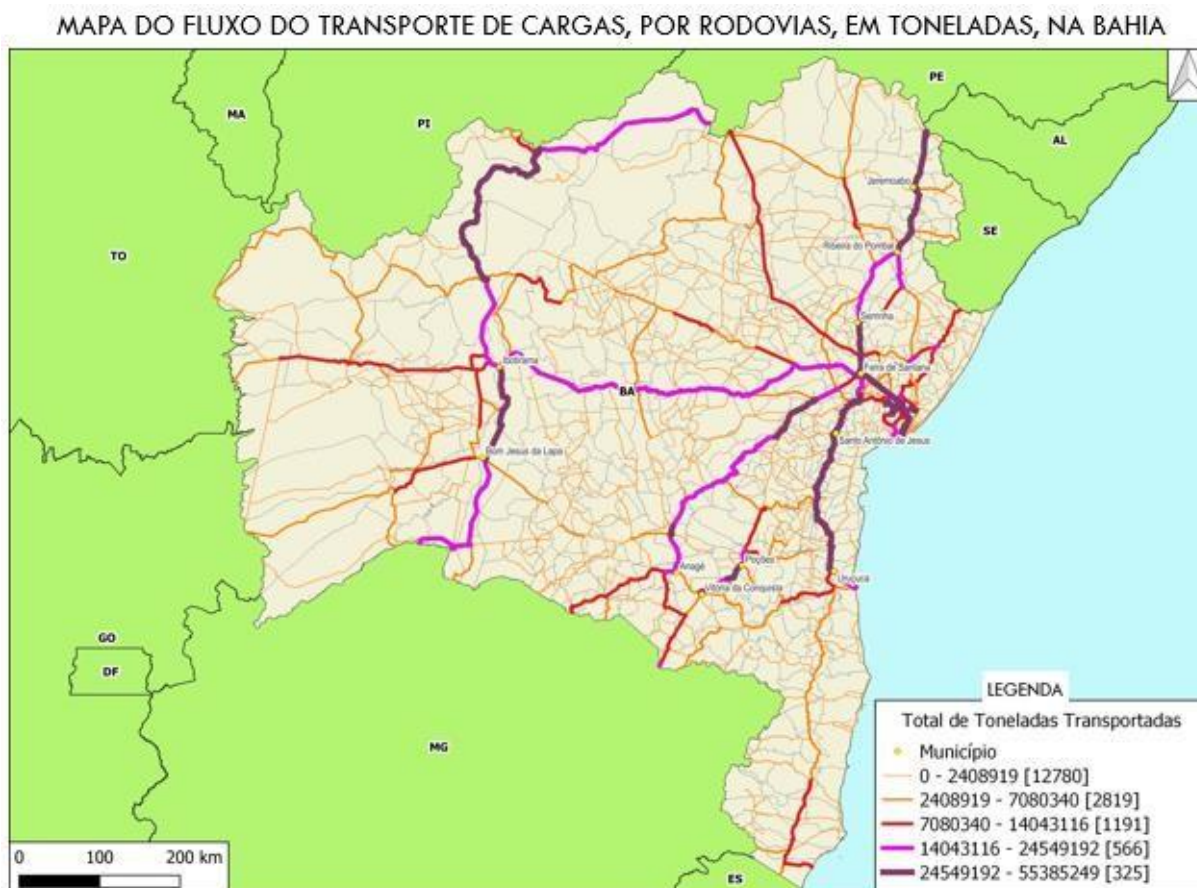 MAPA DO FLUXO DO TRANSPORTE DE CARGAS, POR RODOVIAS, EM TONELADAS, NA BAHIA
PE
MA
PI
AL
Jeremoabo
SE
Ribeira do Pombal
TO
Serrinha
Ibotirama
Feira de Santana
BA
Santo Antônio de Jesus
Bom Jesus da Lapa
Anagé
Poções
Uruçuca
Vitória da Conquista
GO
DF
MG
ES
LEGENDA
Total de Toneladas Transportadas
Município
0 - 2408919 [12780]
2408919 - 7080340 [2819]
7080340 - 14043116 [1191]
14043116 - 24549192 [566]
24549192 - 55385249 [325]
0 100 200 km